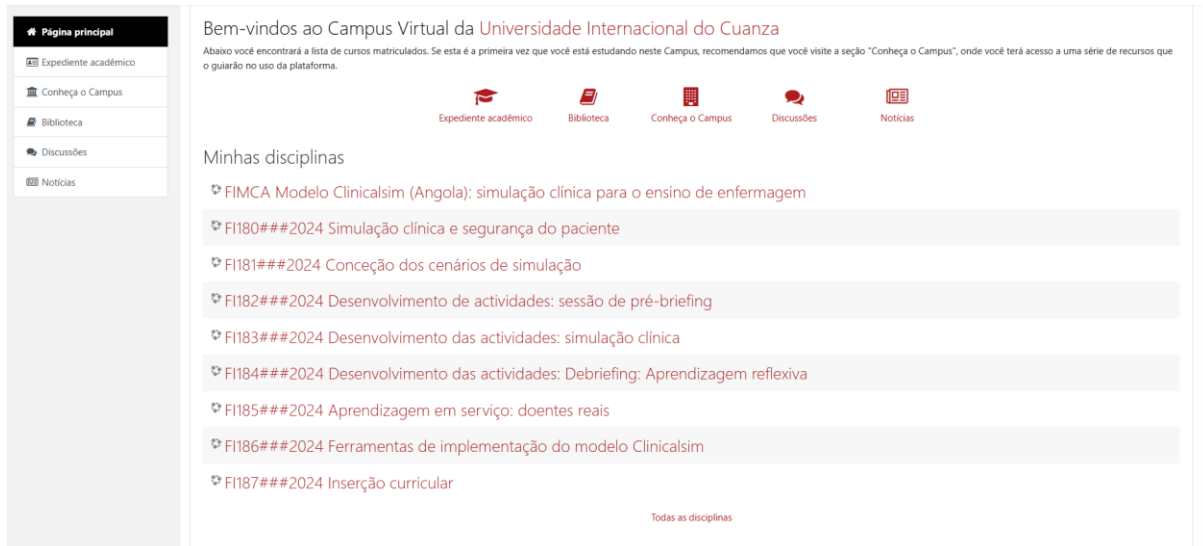 Página principal
Expediente acadêmico
Conheça o Campus
Biblioteca
Discussões
Notícias
Bem-vindos ao Campus Virtual da Universidade Internacional do Cuanza
Abaixo você encontrará a lista de cursos matriculados. Se esta é a primeira vez que você está estudando neste Campus, recomendamos que você visite a seção "Conheça o Campus", onde você terá acesso a uma série de recursos que
o guiarão no uso da plataforma.
Expediente acadêmico Biblioteca Conheça o Campus Discussões Notícias
Minhas disciplinas
FIMCA Modelo Clinicalsim (Angola): simulação clínica para o ensino de enfermagem
FI180###2024 Simulação clínica e segurança do paciente
FI181###2024 Conceção dos cenários de simulação
FI182###2024 Desenvolvimento de actividades: sessão de pré-briefing
FI183###2024 Desenvolvimento das actividades: simulação clínica
FI184###2024 Desenvolvimento das actividades: Debriefing: Aprendizagem reflexiva
FI185###2024 Aprendizagem em serviço: doentes reais
FI186###2024 Ferramentas de implementação do modelo Clinicalsim
FI187###2024 Inserção curricular
Todas as disciplinas